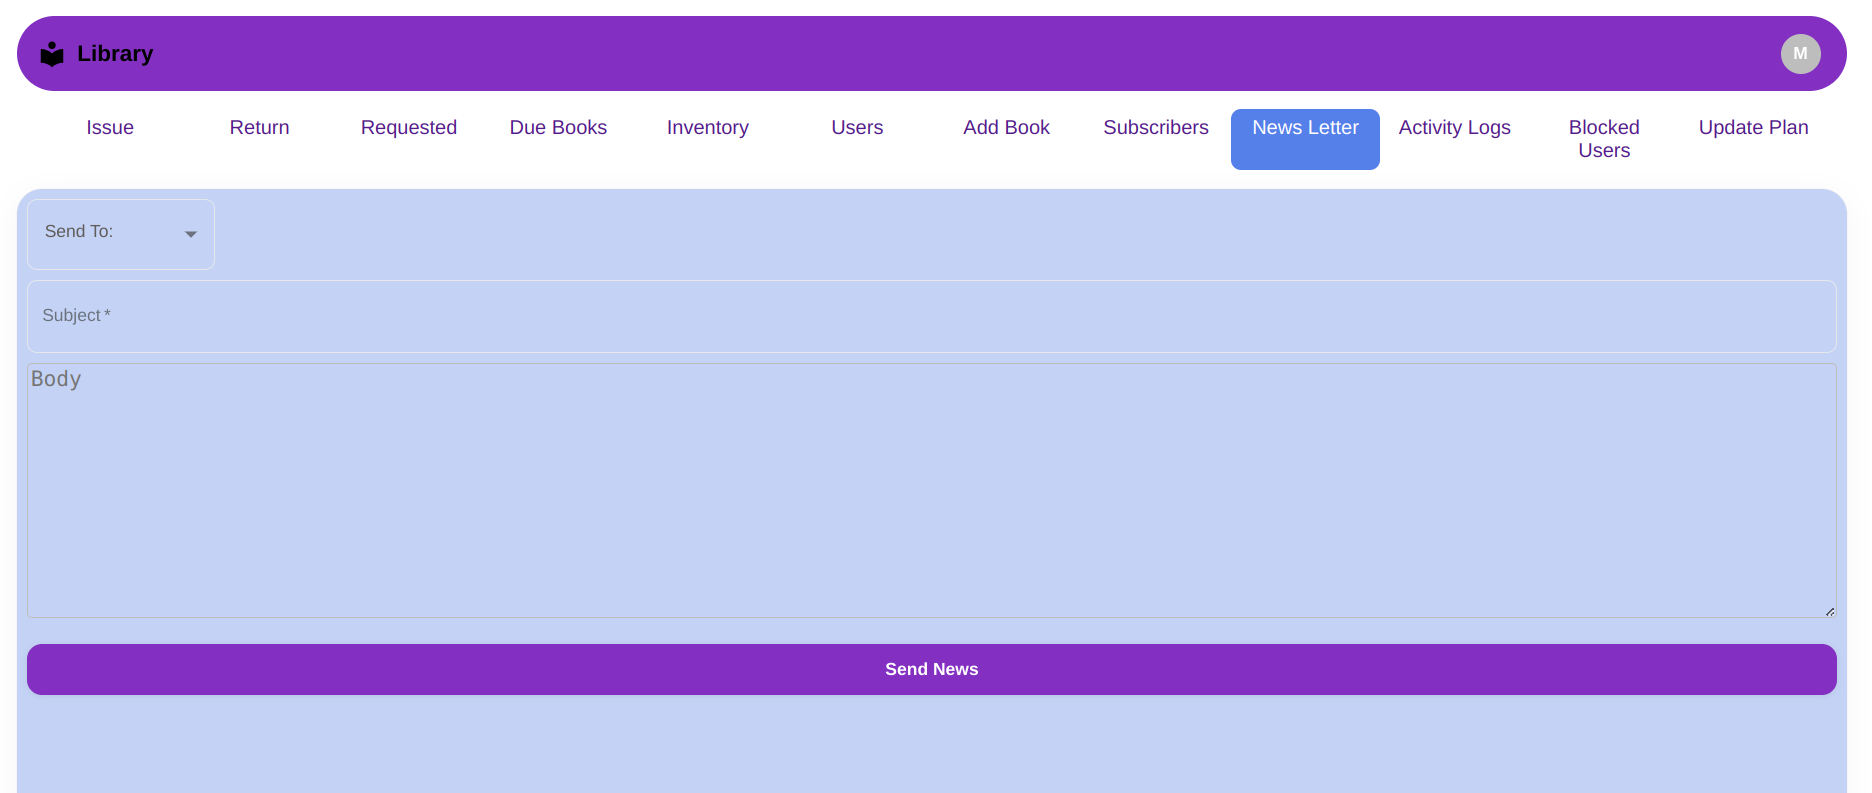 Library
M
Issue
Return
Requested
Due Books
Inventory
Users
Add Book
Subscribers
News Letter
Activity Logs
Blocked
Users
Update Plan
Send To:
Subject *
Body
Send News